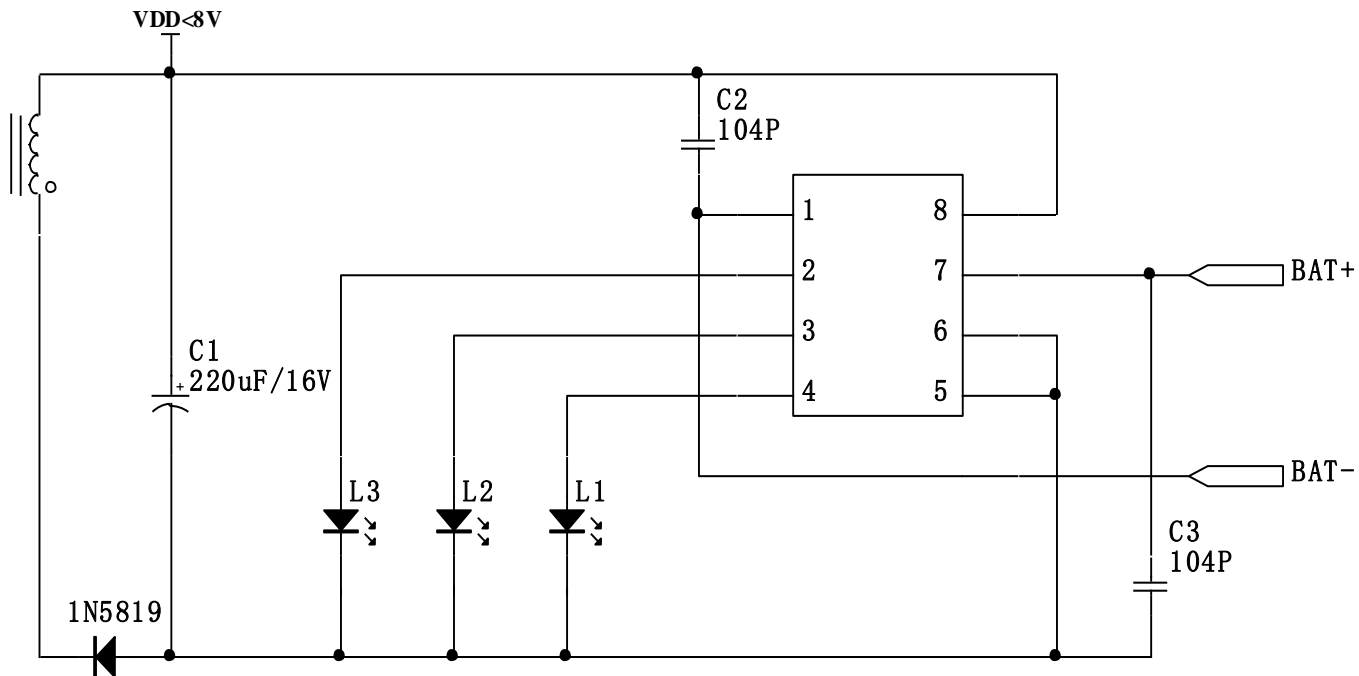 VDD<8V
C2
104P
1
8
2
7
BAT+
3
6
C1
+
220uF/16V
4
5
BAT-
L3
L2
L1
C3
104P
1N5819